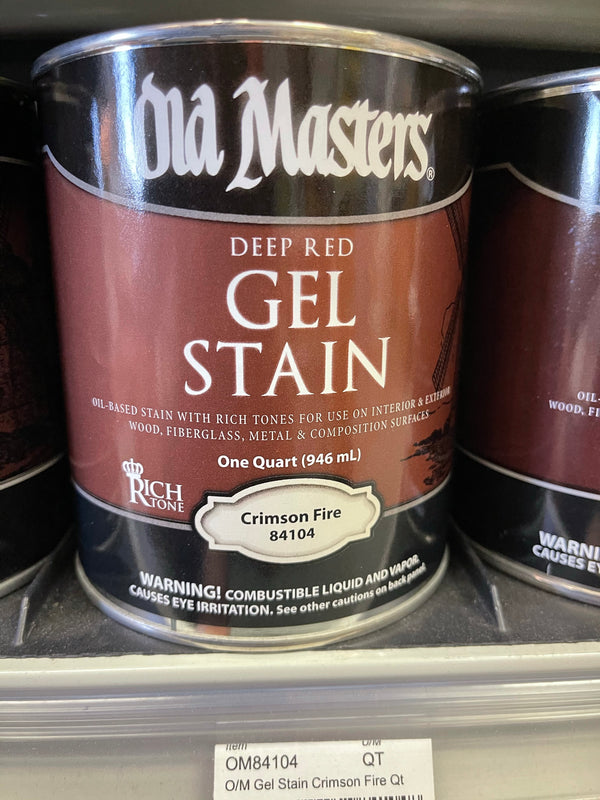 Old Masters®
DEEP RED
GEL
STAIN
OIL-BASED STAIN WITH RICH TONES FOR USE ON INTERIOR & EXTERIOR
WOOD, FIBERGLASS, METAL & COMPOSITION SURFACES
One Quart (946 mL)
RICH
TONE
Crimson Fire
84104
WARNING! COMBUSTIBLE LIQUID AND VAPOR.
CAUSES EYE IRRITATION. See other cautions on back panel.
OIL-
WOOD, FI
WARNI
CAUSES EY
Item U/M
OM84104 QT
O/M Gel Stain Crimson Fire Qt